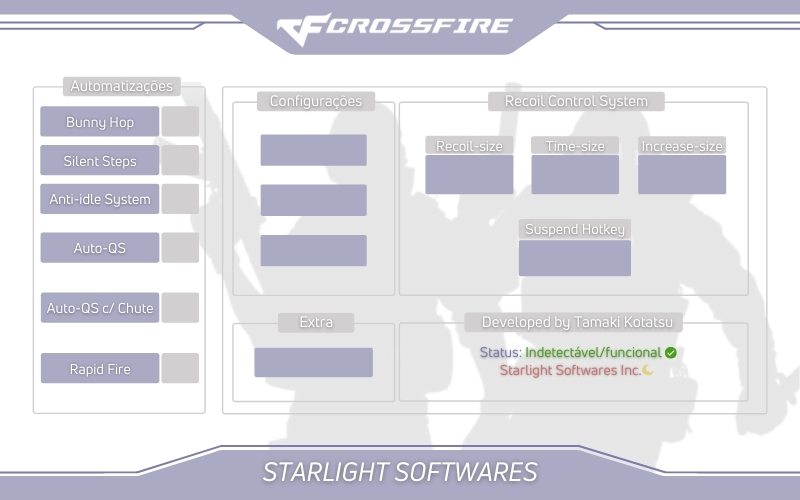 CROSSFIRE
Automatizações
Bunny Hop
Silent Steps
Anti-idle System
Auto-QS
Auto-QS c/ Chute
Rapid Fire
Configurações
Recoil Control System
Recoil-size
Time-size
Increase-size
Suspend Hotkey
Extra
Developed by Tamaki Kotatsu
Status: Indetectável/funcional
Starlight Softwares Inc.
STARLIGHT SOFTWARES